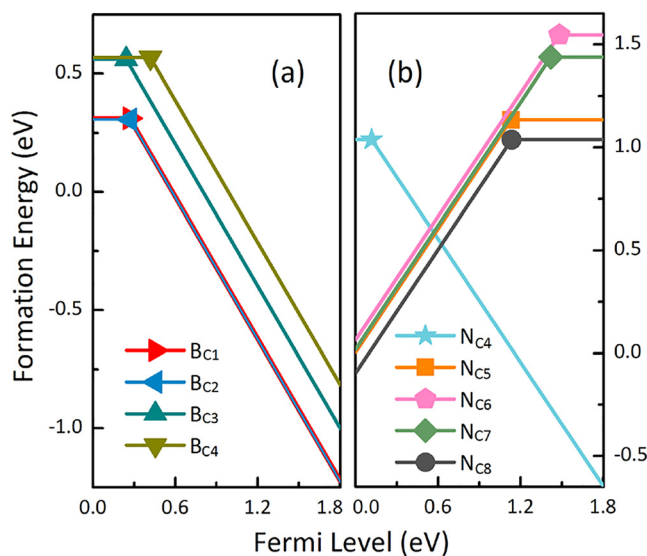 (a)
(b)
Formation Energy (eV)
0.5
0.0
-0.5
-1.0
1.5
1.0
0.5
0.0
-0.5
B_C1
B_C2
B_C3
B_C4
N_C4
N_C5
N_C6
N_C7
N_C8
0.0 0.6 1.2 1.8
0.0 0.6 1.2 1.8
Fermi Level (eV)